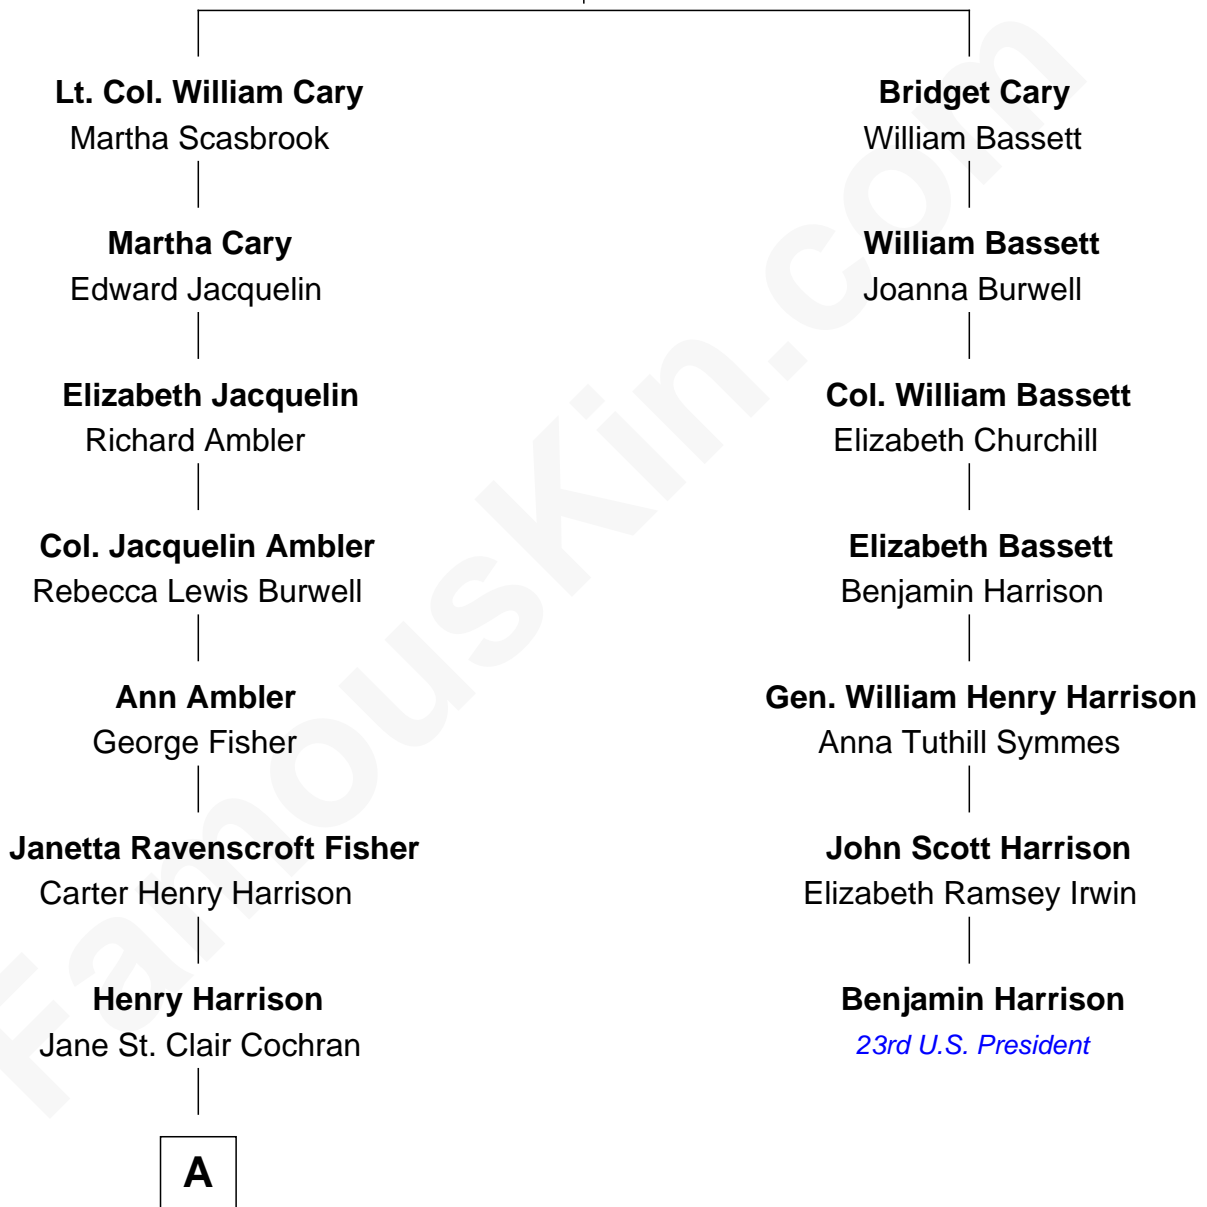 Lt. Col. William Cary
Martha Scasbrook
Martha Cary
Edward Jacquelin
Elizabeth Jacquelin
Richard Ambler
Col. Jacquelin Ambler
Rebecca Lewis Burwell
Ann Ambler
George Fisher
Janetta Ravenscroft Fisher
Carter Henry Harrison
Henry Harrison
Jane St. Clair Cochran
A
Bridget Cary
William Bassett
William Bassett
Joanna Burwell
Col. William Bassett
Elizabeth Churchill
Elizabeth Bassett
Benjamin Harrison
Gen. William Henry Harrison
Anna Tuthill Symmes
John Scott Harrison
Elizabeth Ramsey Irwin
Benjamin Harrison
23rd U.S. President
FamousKin.com